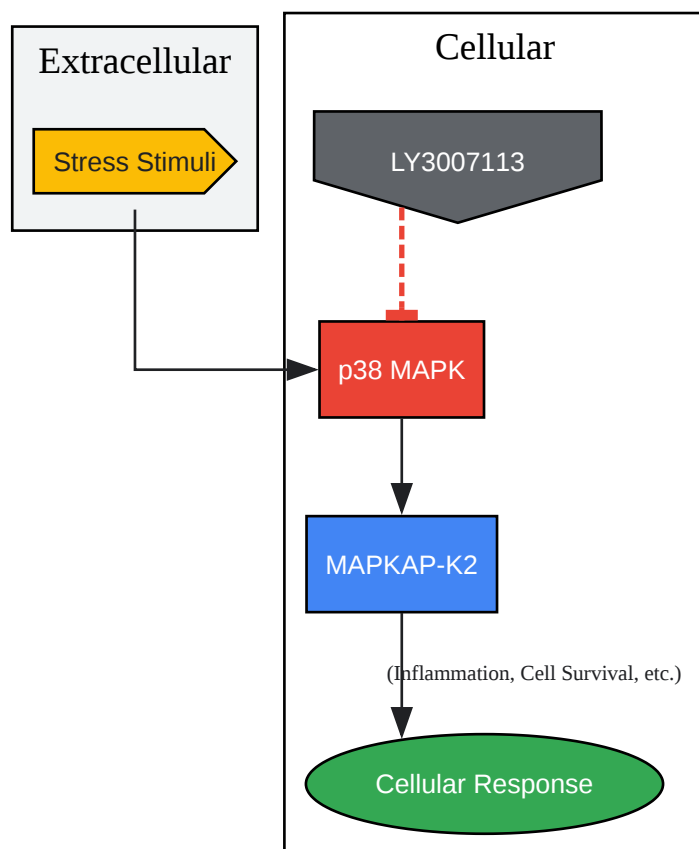 Extracellular
Cellular
Stress Stimuli
LY3007113
p38 MAPK
MAPKAP-K2
(Inflammation, Cell Survival, etc.)
Cellular Response